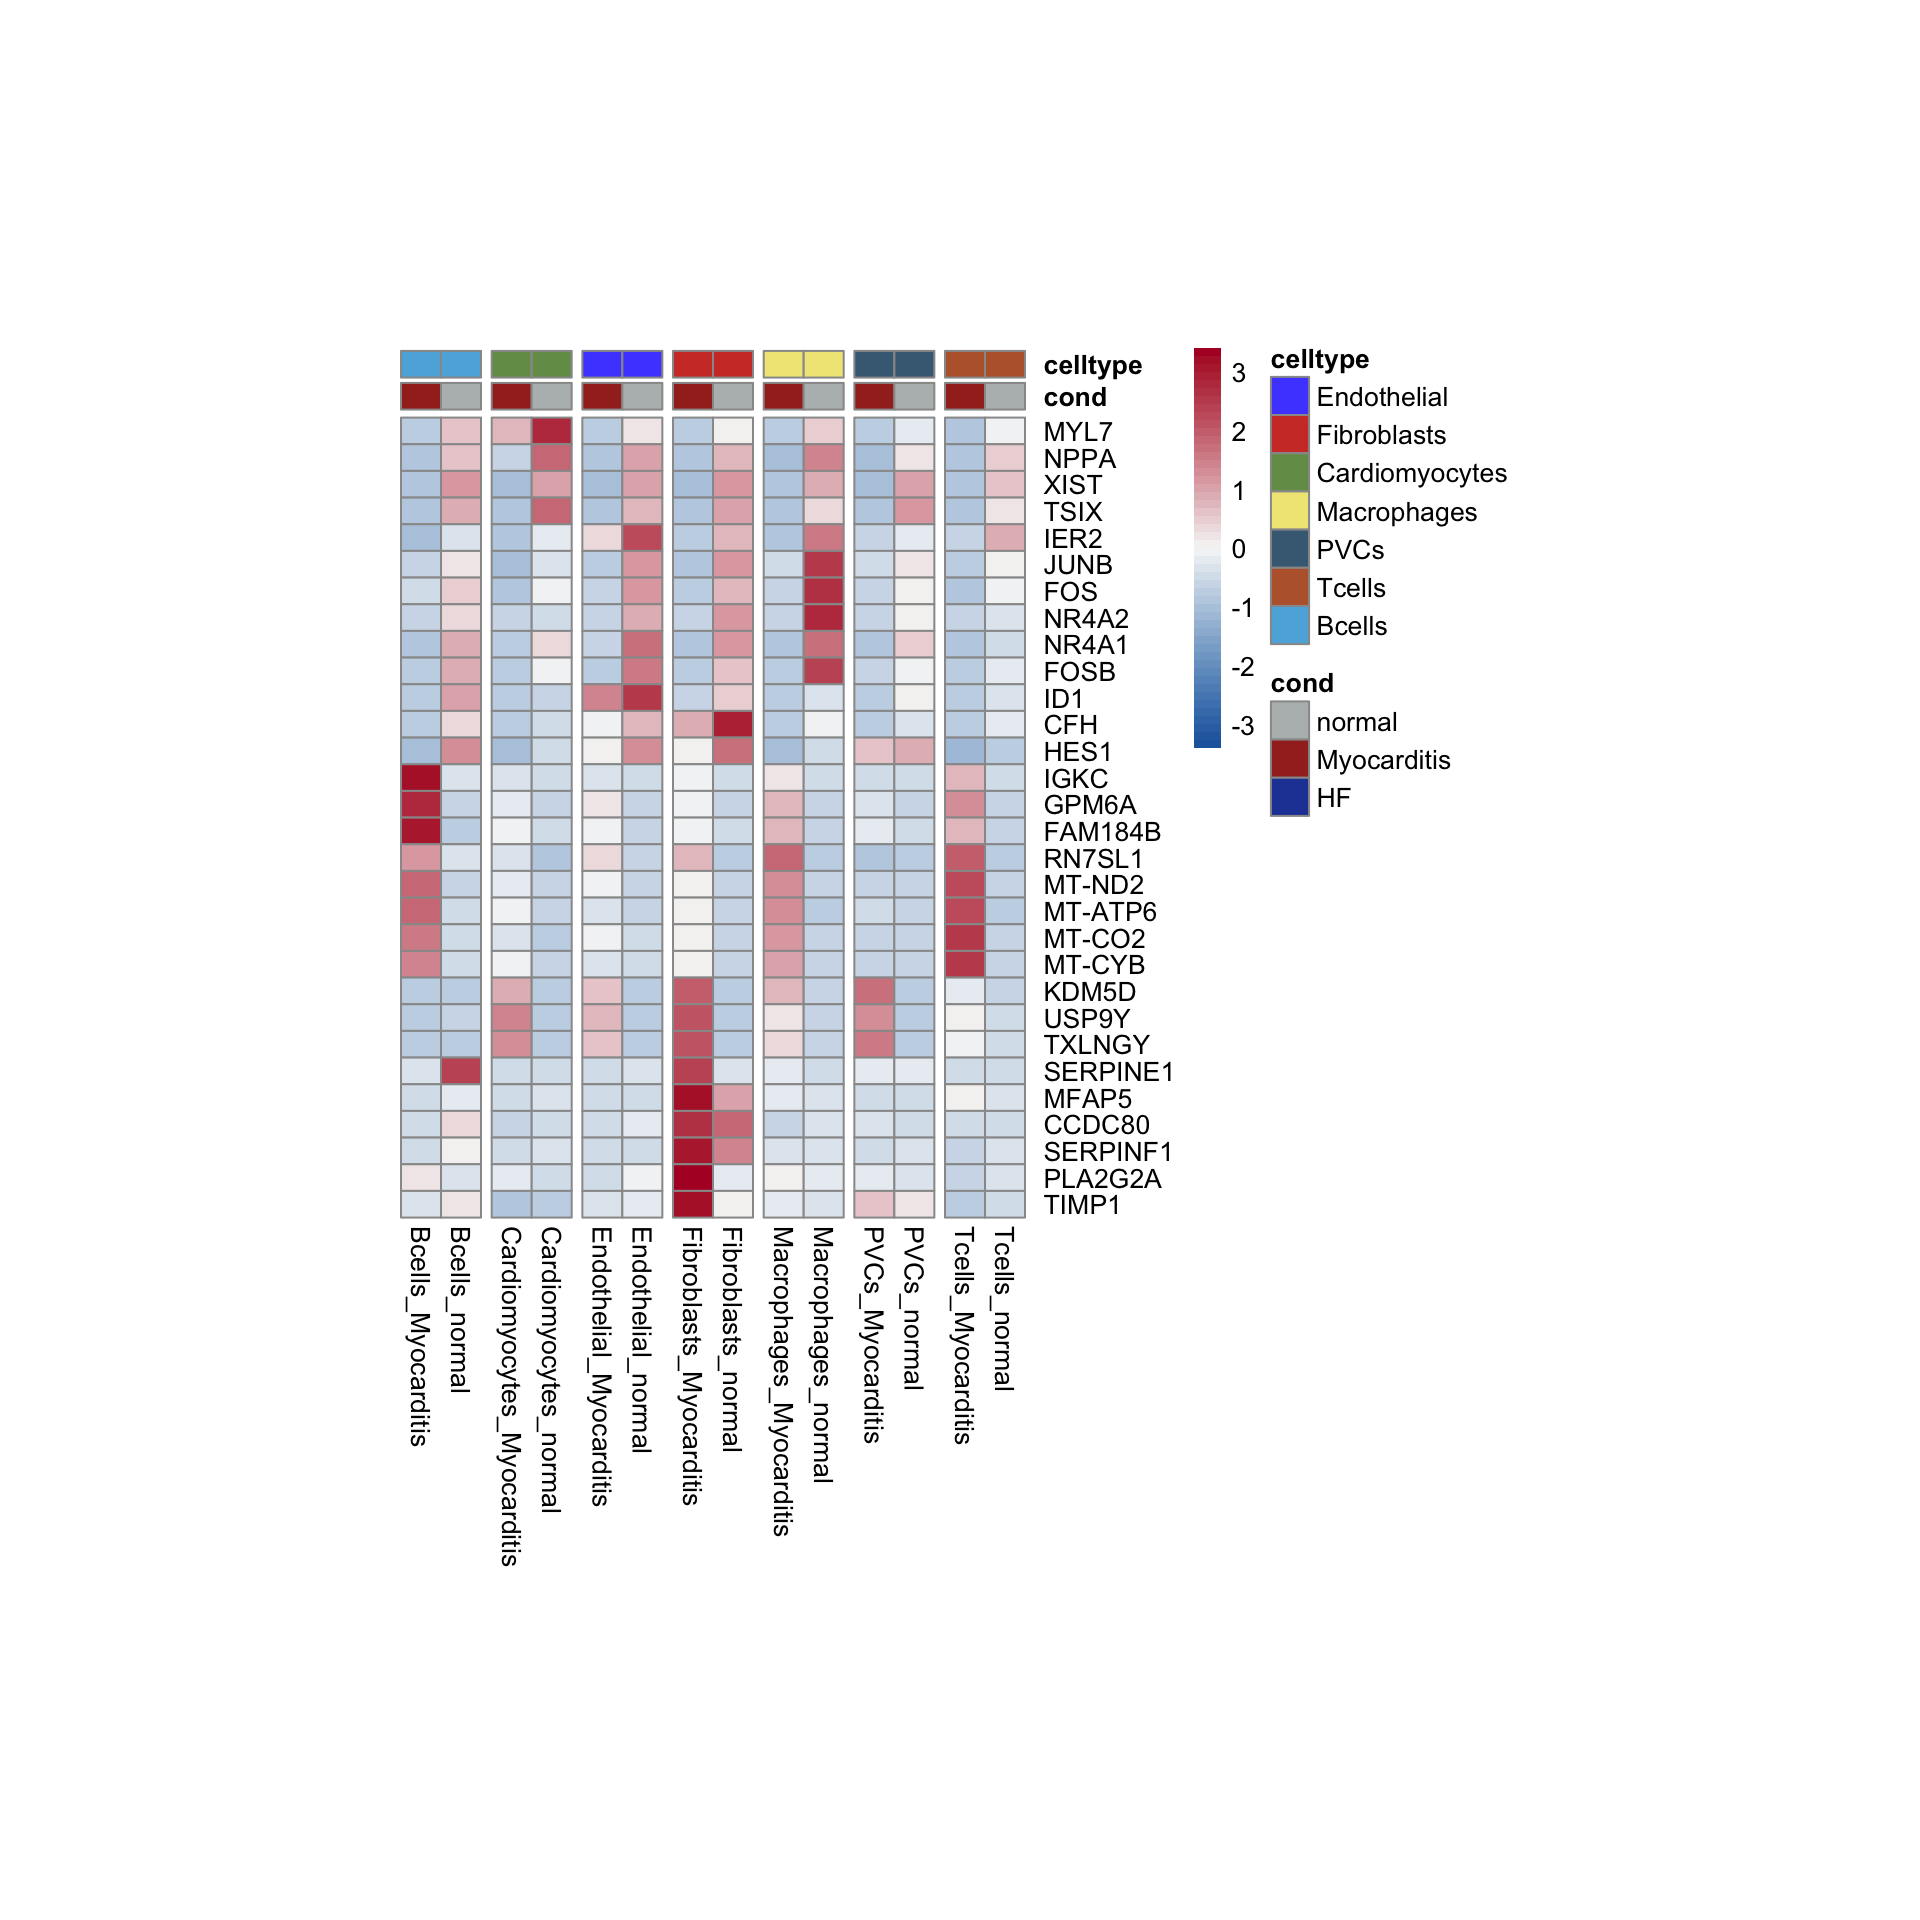 celltype
cond
MYL7
NPPA
XIST
TSIX
IER2
JUNB
FOS
NR4A2
NR4A1
FOSB
ID1
CFH
HES1
IGKC
GPM6A
FAM184B
RN7SL1
MT-ND2
MT-ATP6
MT-CO2
MT-CYB
KDM5D
USP9Y
TXLNGY
SERPINE1
MFAP5
CCDC80
SERPINF1
PLA2G2A
TIMP1
Bcells_Myocarditis
Bcells_normal
Cardiomyocytes_Myocarditis
Cardiomyocytes_normal
Endothelial_Myocarditis
Endothelial_normal
Fibroblasts_Myocarditis
Fibroblasts_normal
Macrophages_Myocarditis
Macrophages_normal
PVCs_Myocarditis
PVCs_normal
Tcells_Myocarditis
Tcells_normal
3
2
1
0
-1
-2
-3
celltype
Endothelial
Fibroblasts
Cardiomyocytes
Macrophages
PVCs
Tcells
Bcells
cond
normal
Myocarditis
HF